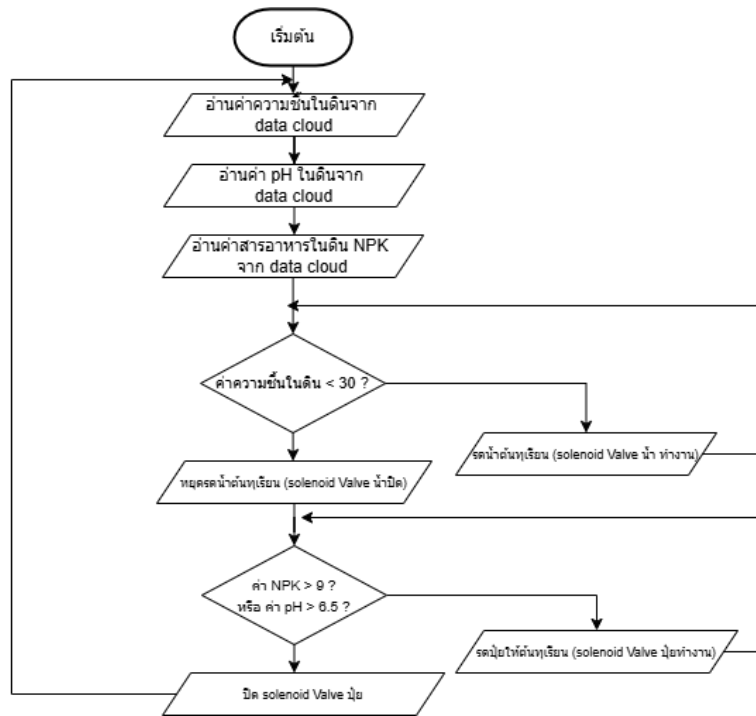 เริ่มต้น
อ่านค่าความชื้นในดินจาก
data cloud
อ่านค่า pH ในดินจาก
data cloud
อ่านค่าสารอาหารในดิน NPK
จาก data cloud
ค่าความชื้นในดิน < 30 ?
รดน้ำต้นทุเรียน (solenoid Valve น้ำ ทำงาน)
หยุดรดน้ำต้นทุเรียน (solenoid Valve น้ำปิด)
ค่า NPK > 9 ?
หรือ ค่า pH > 6.5 ?
รดปุ๋ยให้ต้นทุเรียน (solenoid Valve ปุ๋ยทำงาน)
ปิด solenoid Valve ปุ๋ย